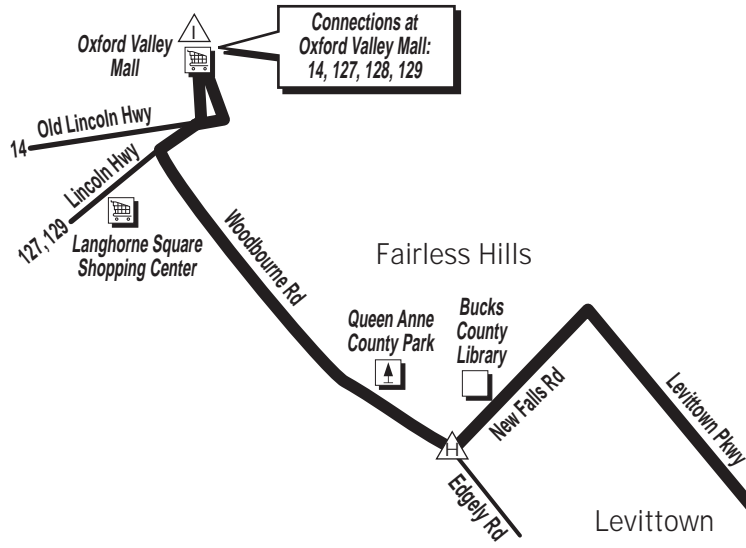 I
Oxford Valley
Mall
Connections at
Oxford Valley Mall:
14, 127, 128, 129
Old Lincoln Hwy
14
Lincoln Hwy
127, 129
Langhorne Square
Shopping Center
Woodbourne Rd
Fairless Hills
Queen Anne
County Park
Bucks
County
Library
New Falls Rd
Levittown Pkwy
H
Edgely Rd
Levittown